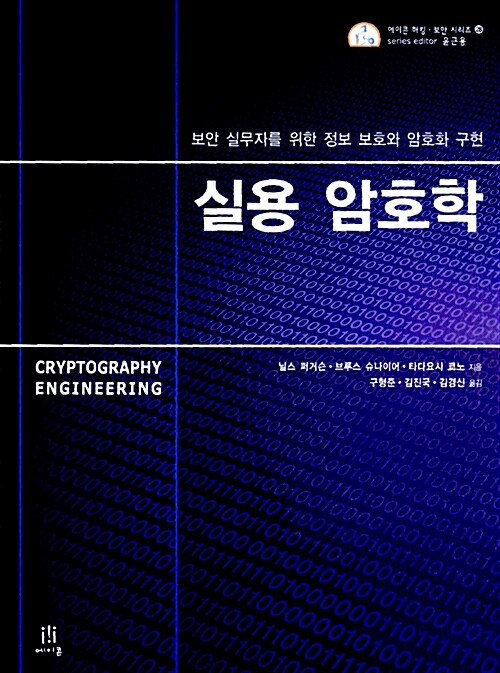 에이콘 해킹 · 보안 시리즈
series editor 윤근용
보안 실무자를 위한 정보 보호와 암호화 구현
실용 암호학
CRYPTOGRAPHY
ENGINEERING
닐스 퍼거슨 · 브루스 슈나이어 · 타다요시 코노 지음
구형준 · 김진국 · 김경신 옮김
에이콘